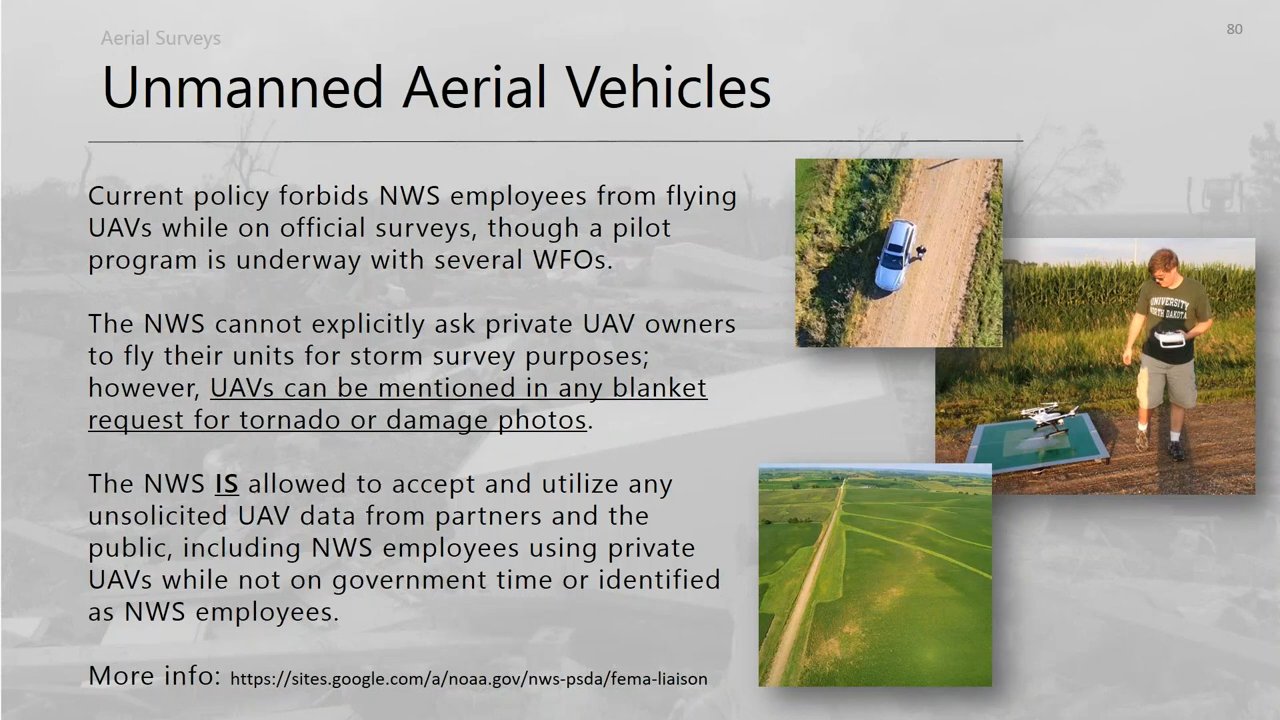 Aerial Surveys
80
Unmanned Aerial Vehicles
Current policy forbids NWS employees from flying
UAVs while on official surveys, though a pilot
program is underway with several WFOs.
The NWS cannot explicitly ask private UAV owners
to fly their units for storm survey purposes;
however, UAVs can be mentioned in any blanket
request for tornado or damage photos.
The NWS IS allowed to accept and utilize any
unsolicited UAV data from partners and the
public, including NWS employees using private
UAVs while not on government time or identified
as NWS employees.
More info: https://sites.google.com/a/noaa.gov/nws-psda/fema-liaison
UNIVERSITY
NORTH DAKOTA